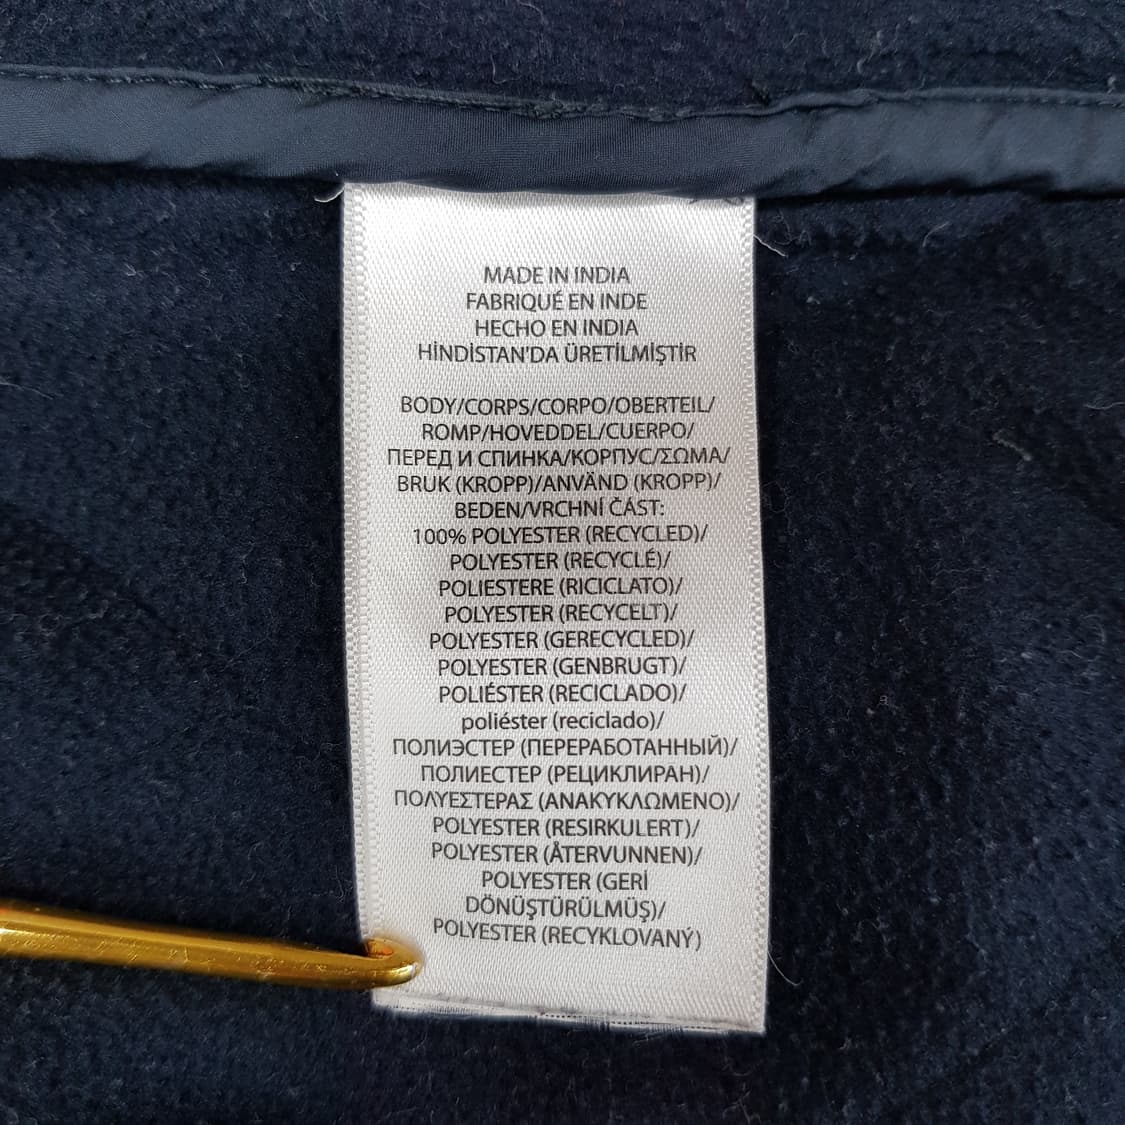 MADE IN INDIA
FABRIQUÉ EN INDE
HECHO EN INDIA
HİNDİSTAN'DA ÜRETİLMİŞTİR
BODY/CORPS/CORPO/OBERTEIL/
ROMP/HOVEDDEL/CUERPO/
ПЕРЕД И СПИНКА/КОРПУС/ΣΩΜΑ/
BRUK (KROPP)/ANVÄND (KROPP)/
BEDEN/VRCHNÍ ČÁST:
100% POLYESTER (RECYCLED)/
POLYESTER (RECYCLÉ)/
POLIESTERE (RICICLATO)/
POLYESTER (RECYCELT)/
POLYESTER (GERECYCLED)/
POLYESTER (GENBRUGT)/
POLIÉSTER (RECICLADO)/
poliéster (reciclado)/
ПОЛИЭСТЕР (ПЕРЕРАБОТАННЫЙ)/
ПОЛИЕСТЕР (РЕЦИКЛИРАН)/
ΠΟΛΥΕΣΤΕΡΑΣ (ΑΝΑΚΥΚΛΩΜΕΝΟ)/
POLYESTER (RESIRKULERT)/
POLYESTER (ÅTERVUNNEN)/
POLYESTER (GERİ
DÖNÜŞTÜRÜLMÜŞ)/
POLYESTER (RECYKLOVANÝ)